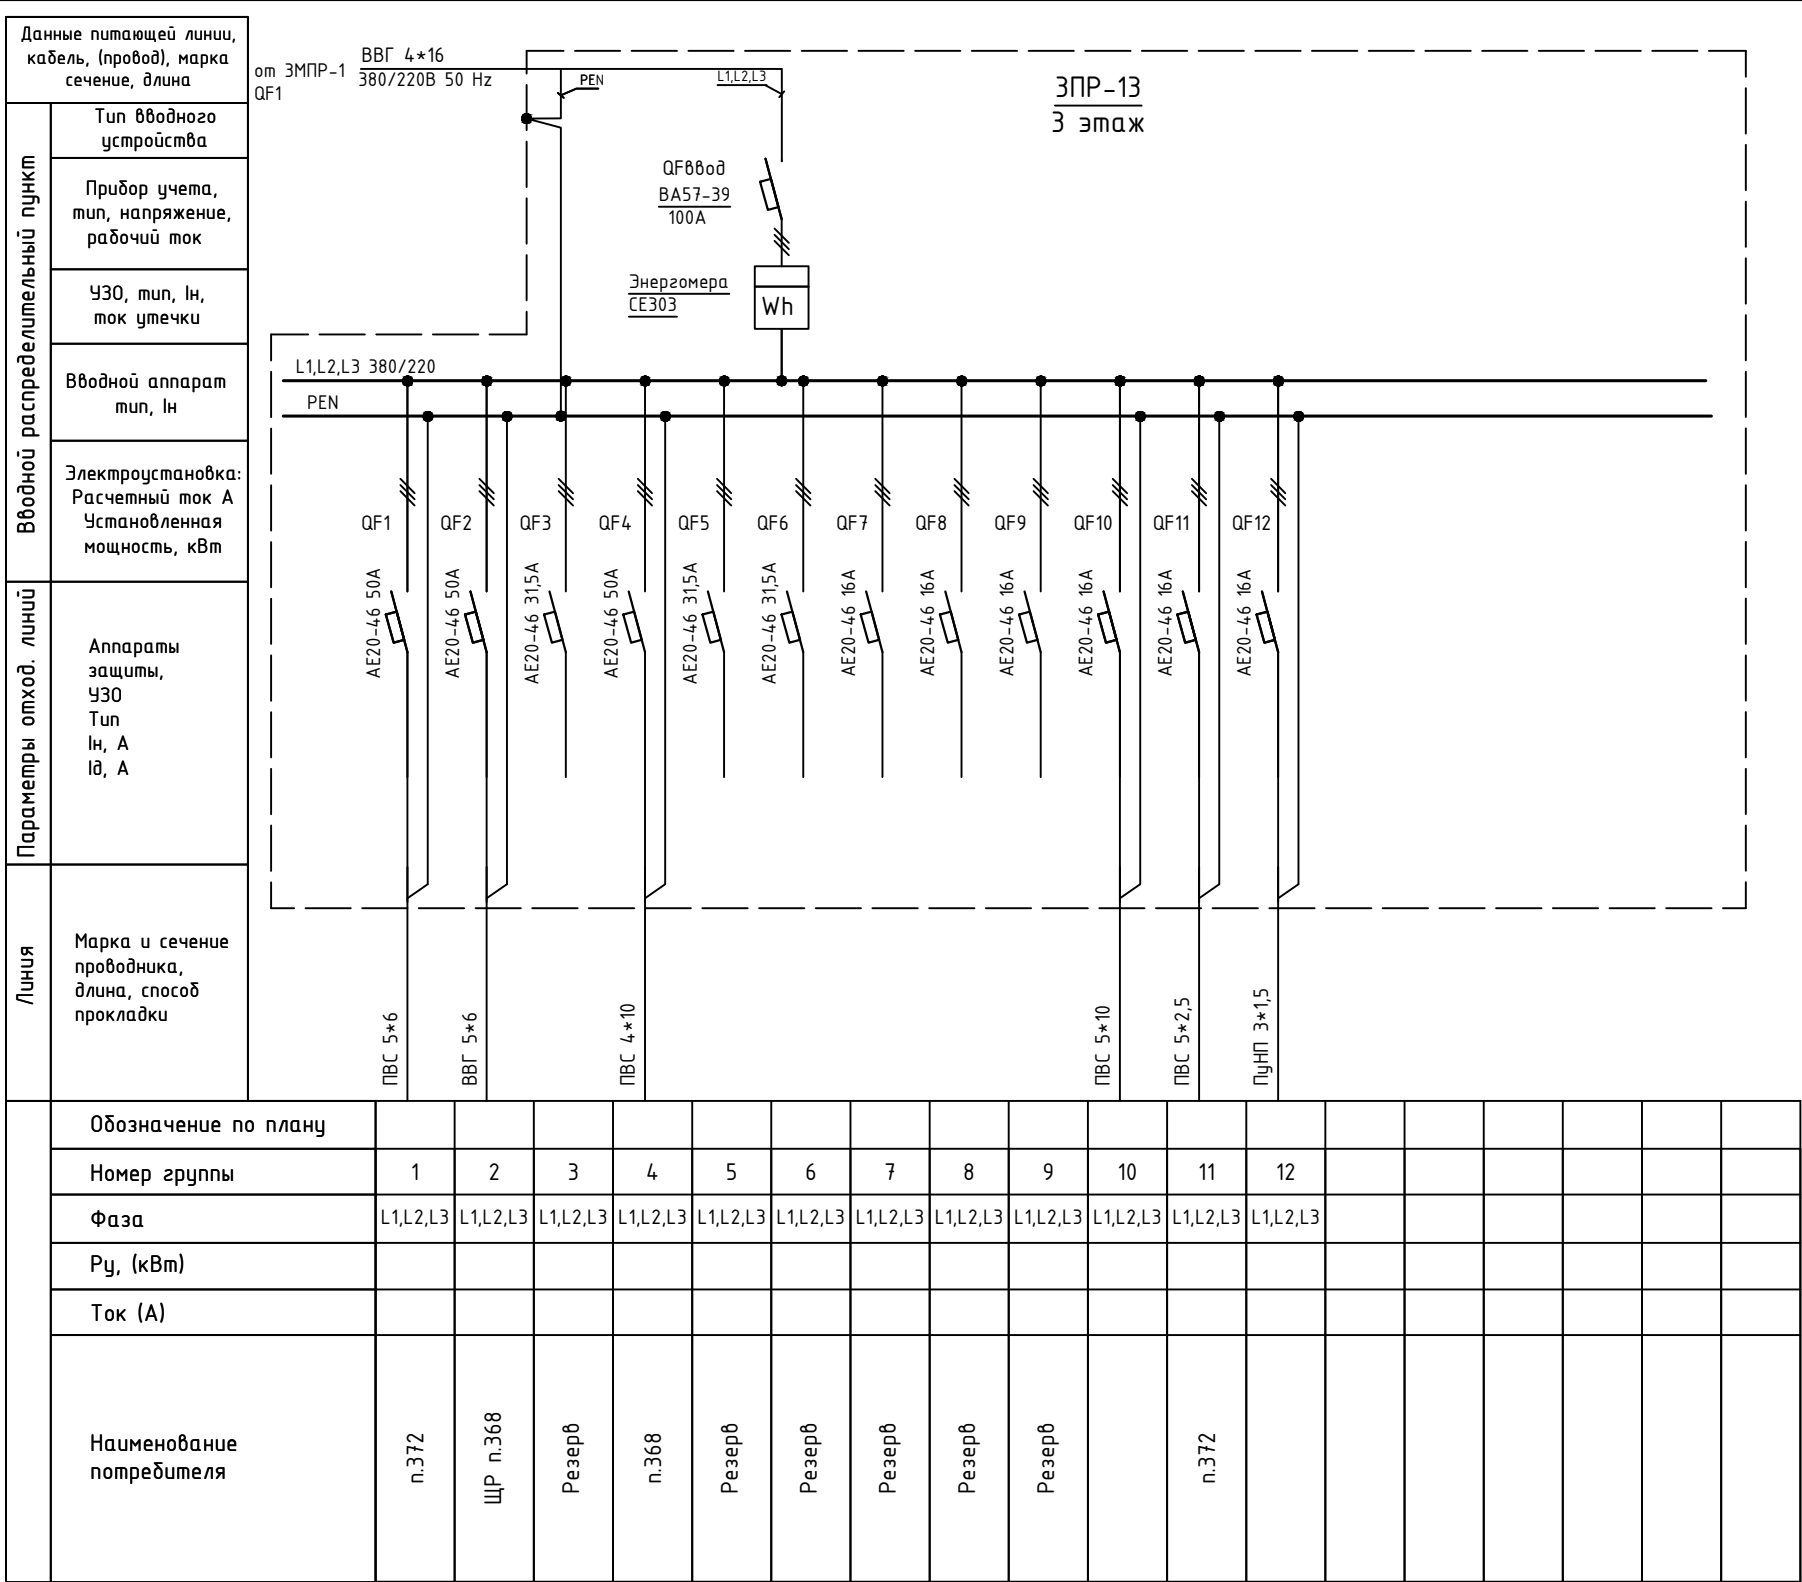 Данные питающей линии,
кабель, (провод), марка
сечение, длина
от 3МПР-1
QF1
ВВГ 4*16
380/220В 50 Hz
PEN
L1,L2,L3
3ПР-13
3 этаж
Вводной распределительный пункт
Тип вводного
устройства
Прибор учета,
тип, напряжение,
рабочий ток
УЗО, тип, Iн,
ток утечки
Вводной аппарат
тип, Iн
Электроустановка:
Расчетный ток А
Установленная
мощность, кВт
QFввод
ВА57-39
100А
Энергомера
СЕ303
Wh
L1,L2,L3 380/220
PEN
QF1
QF2
QF3
QF4
QF5
QF6
QF7
QF8
QF9
QF10
QF11
QF12
Параметры отход. линий
Аппараты
защиты,
УЗО
Тип
Iн, А
Iд, А
АЕ20-46 50А
АЕ20-46 50А
АЕ20-46 31,5А
АЕ20-46 50А
АЕ20-46 31,5А
АЕ20-46 31,5А
АЕ20-46 16А
АЕ20-46 16А
АЕ20-46 16А
АЕ20-46 16А
АЕ20-46 16А
АЕ20-46 16А
Линия
Марка и сечение
проводника,
длина, способ
прокладки
ПВС 5*6
ВВГ 5*6
ПВС 4*10
ПВС 5*10
ПВС 5*2,5
ПуНП 3*1,5
Обозначение по плану
Номер группы 1 2 3 4 5 6 7 8 9 10 11 12
Фаза L1,L2,L3 L1,L2,L3 L1,L2,L3 L1,L2,L3 L1,L2,L3 L1,L2,L3 L1,L2,L3 L1,L2,L3 L1,L2,L3 L1,L2,L3 L1,L2,L3 L1,L2,L3
Ру, (кВт)
Ток (А)
Наименование
потребителя
п.372
ЩР п.368
Резерв
п.368
Резерв
Резерв
Резерв
Резерв
Резерв
п.372